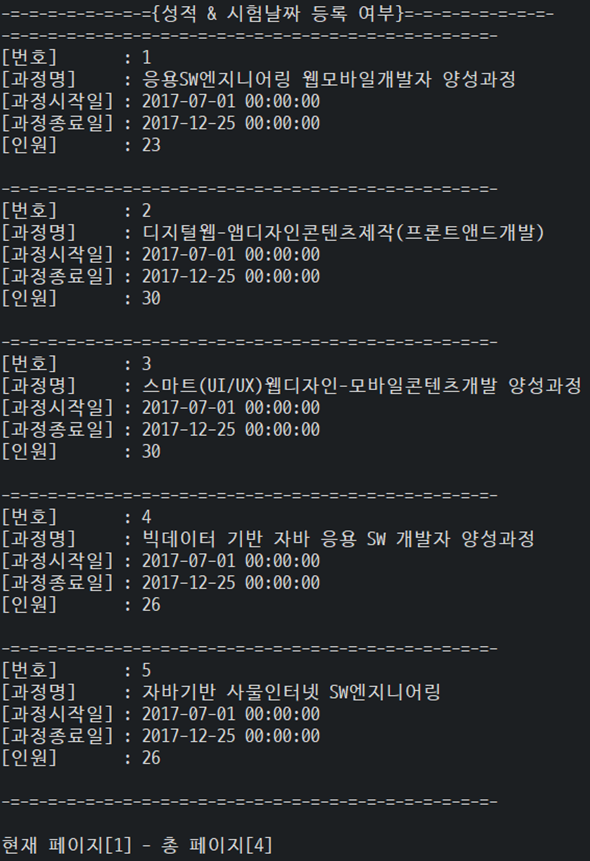 -=-=-=-=-=-=-=-={성적 & 시험날짜 등록 여부}=-=-=-=-=-=-=-=-
-=-=-=-=-=-=-=-=-=-=-=-=-=-=-=-=-=-=-=-=-=-=-=-=-=-=-
[번호] : 1
[과정명] : 응용SW엔지니어링 웹모바일개발자 양성과정
[과정시작일] : 2017-07-01 00:00:00
[과정종료일] : 2017-12-25 00:00:00
[인원] : 23
-=-=-=-=-=-=-=-=-=-=-=-=-=-=-=-=-=-=-=-=-=-=-=-=-=-=-
[번호] : 2
[과정명] : 디지털웹-앱디자인콘텐츠제작(프론트앤드개발)
[과정시작일] : 2017-07-01 00:00:00
[과정종료일] : 2017-12-25 00:00:00
[인원] : 30
-=-=-=-=-=-=-=-=-=-=-=-=-=-=-=-=-=-=-=-=-=-=-=-=-=-=-
[번호] : 3
[과정명] : 스마트(UI/UX)웹디자인-모바일콘텐츠개발 양성과정
[과정시작일] : 2017-07-01 00:00:00
[과정종료일] : 2017-12-25 00:00:00
[인원] : 30
-=-=-=-=-=-=-=-=-=-=-=-=-=-=-=-=-=-=-=-=-=-=-=-=-=-=-
[번호] : 4
[과정명] : 빅데이터 기반 자바 응용 SW 개발자 양성과정
[과정시작일] : 2017-07-01 00:00:00
[과정종료일] : 2017-12-25 00:00:00
[인원] : 26
-=-=-=-=-=-=-=-=-=-=-=-=-=-=-=-=-=-=-=-=-=-=-=-=-=-=-
[번호] : 5
[과정명] : 자바기반 사물인터넷 SW엔지니어링
[과정시작일] : 2017-07-01 00:00:00
[과정종료일] : 2017-12-25 00:00:00
[인원] : 26
-=-=-=-=-=-=-=-=-=-=-=-=-=-=-=-=-=-=-=-=-=-=-=-=-=-=-
현재 페이지[1] - 총 페이지[4]